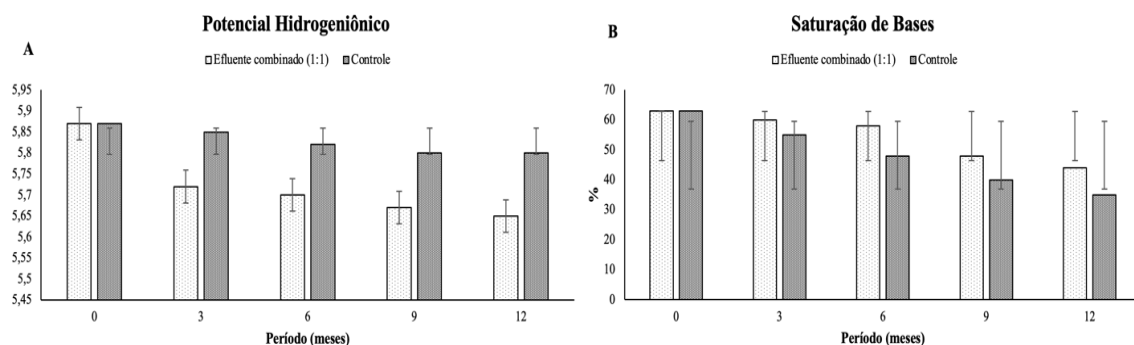 Potencial Hidrogeniônico
A
Efluente combinado (1:1) Controle
5,95
5,9
5,85
5,8
5,75
5,7
5,65
5,6
5,55
5,5
5,45
0 3 6 9 12
Período (meses)
Saturação de Bases
B
Efluente combinado (1:1) Controle
70
60
50
40
30
20
10
0
%
0 3 6 9 12
Período (meses)